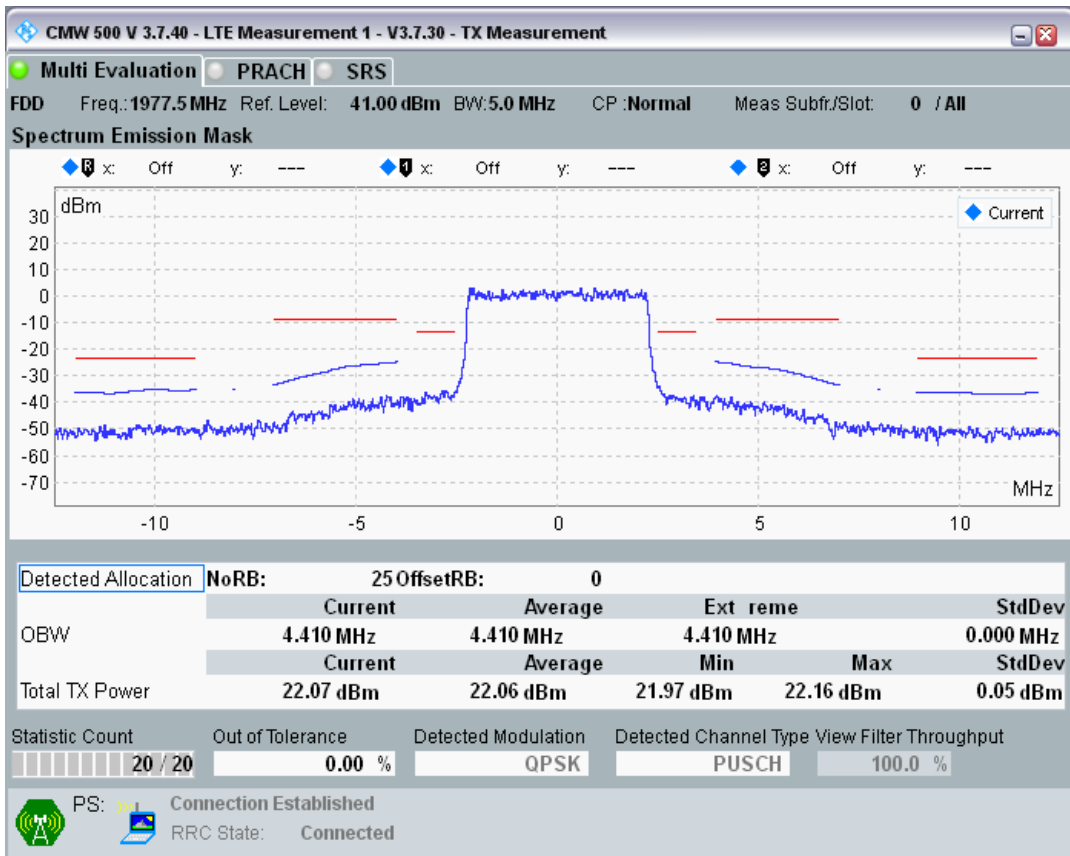 CMW 500 V 3.7.40 - LTE Measurement 1 - V3.7.30 - TX Measurement
Multi Evaluation PRACH SRS
FDD Freq.: 1977.5 MHz Ref. Level: 41.00 dBm BW: 5.0 MHz CP : Normal Meas Subfr./Slot: 0 / All
Spectrum Emission Mask
R x: Off y: --- 1 x: Off y: --- 2 x: Off y: ---
dBm
Current
30
20
10
0
-10
-20
-30
-40
-50
-60
-70
MHz
-10 -5 0 5 10
Detected Allocation NoRB: 25 OffsetRB: 0
Current Average Ext reme StdDev
OBW 4.410 MHz 4.410 MHz 4.410 MHz 0.000 MHz
Current Average Min Max StdDev
Total TX Power 22.07 dBm 22.06 dBm 21.97 dBm 22.16 dBm 0.05 dBm
Statistic Count Out of Tolerance Detected Modulation Detected Channel Type View Filter Throughput
20 / 20 0.00 % QPSK PUSCH 100.0 %
PS: Connection Established
RRC State: Connected